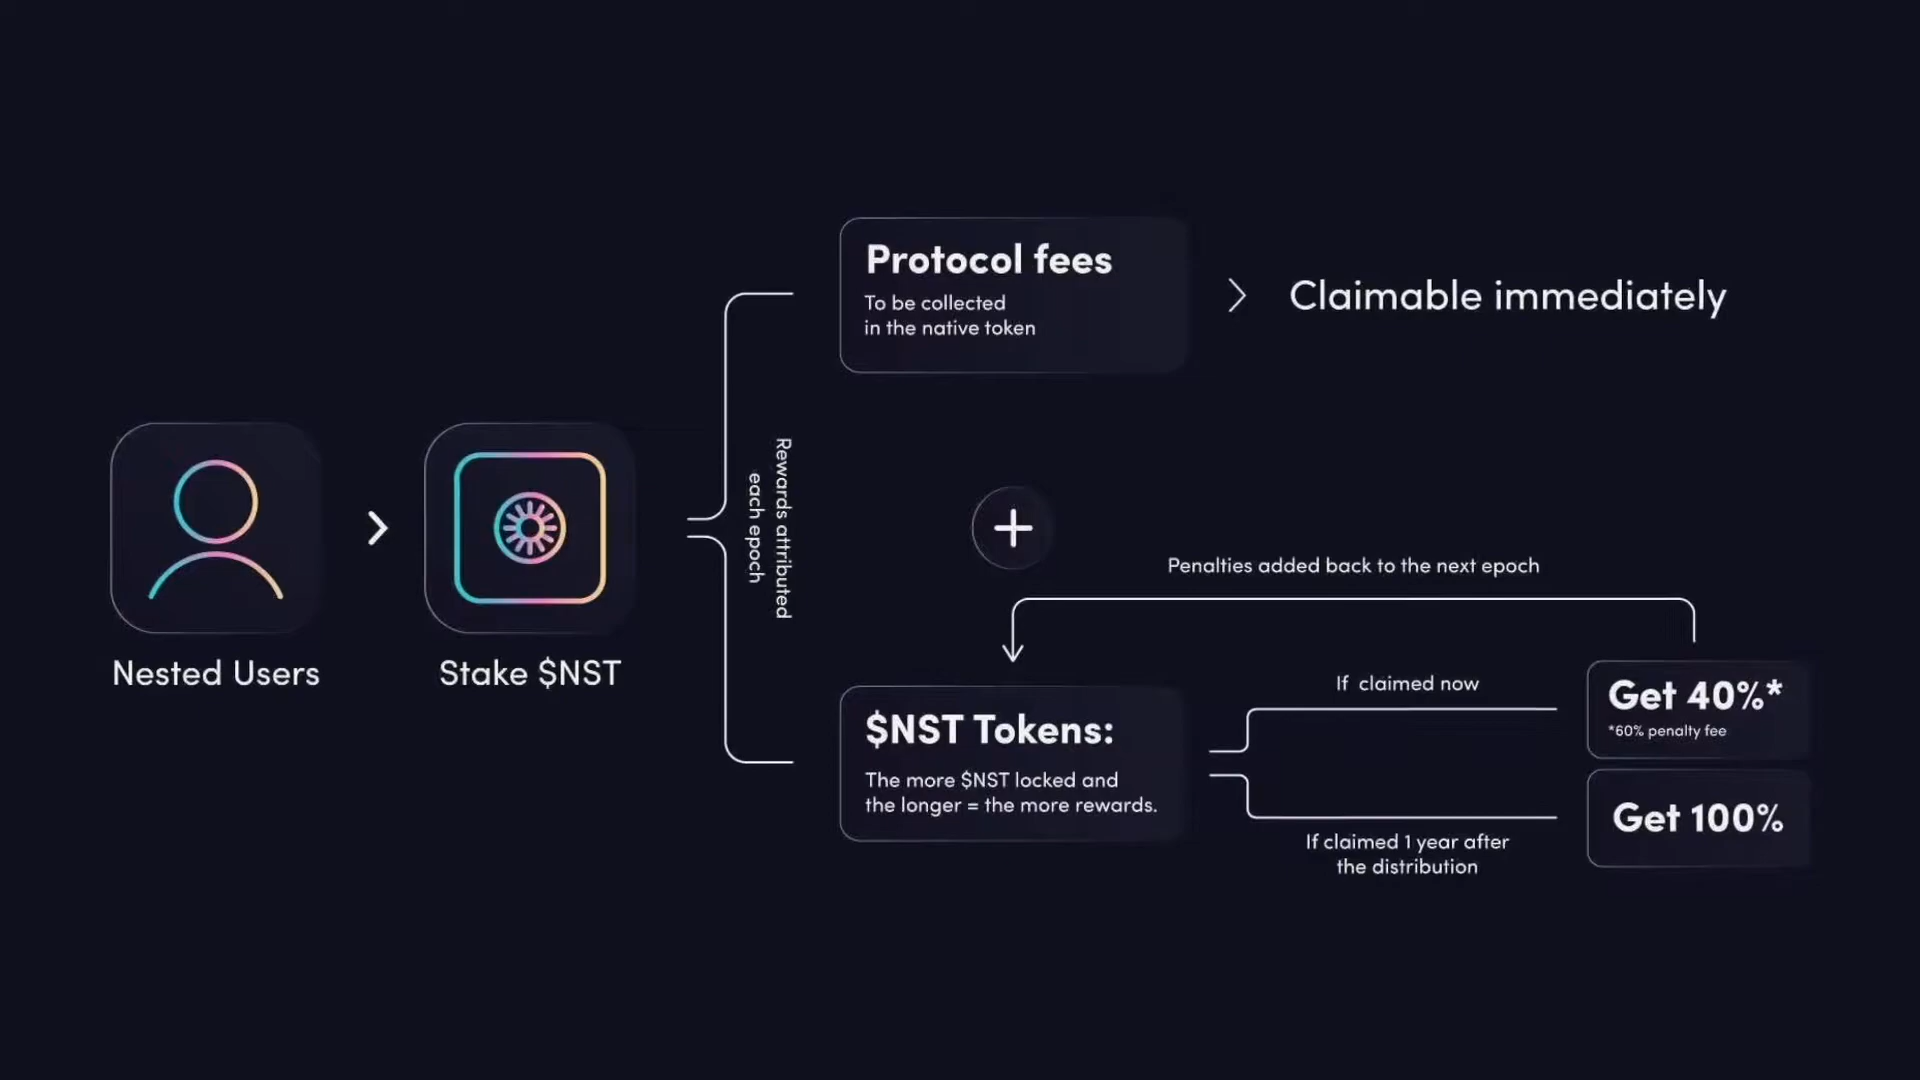 Nested Users
Stake $NST
Rewards attributed
each epoch
Protocol fees
To be collected
in the native token
Claimable immediately
Penalties added back to the next epoch
$NST Tokens:
The more $NST locked and
the longer = the more rewards.
If claimed now
Get 40%*
*60% penalty fee
If claimed 1 year after
the distribution
Get 100%